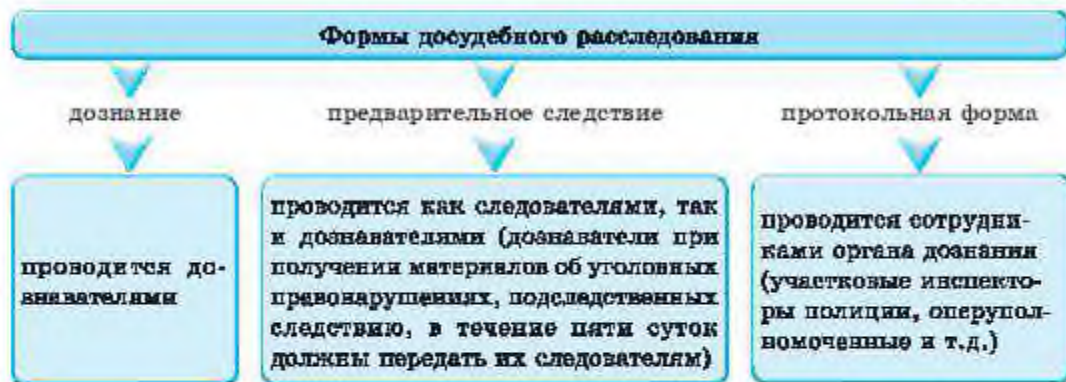 Формы досудебного расследования
дознание
предварительное следствие
протокольная форма
проводится до-
знавателями
проводится как следователями, так
и дознавателями (дознаватели при
получении материалов об уголовных
правонарушениях, подследственных
следствию, в течение пяти суток
должны передать их следователям)
проводится сотрудни-
ками органа дознания
(участковые инспекто-
ры полиции, оперупол-
номоченные и т.д.)